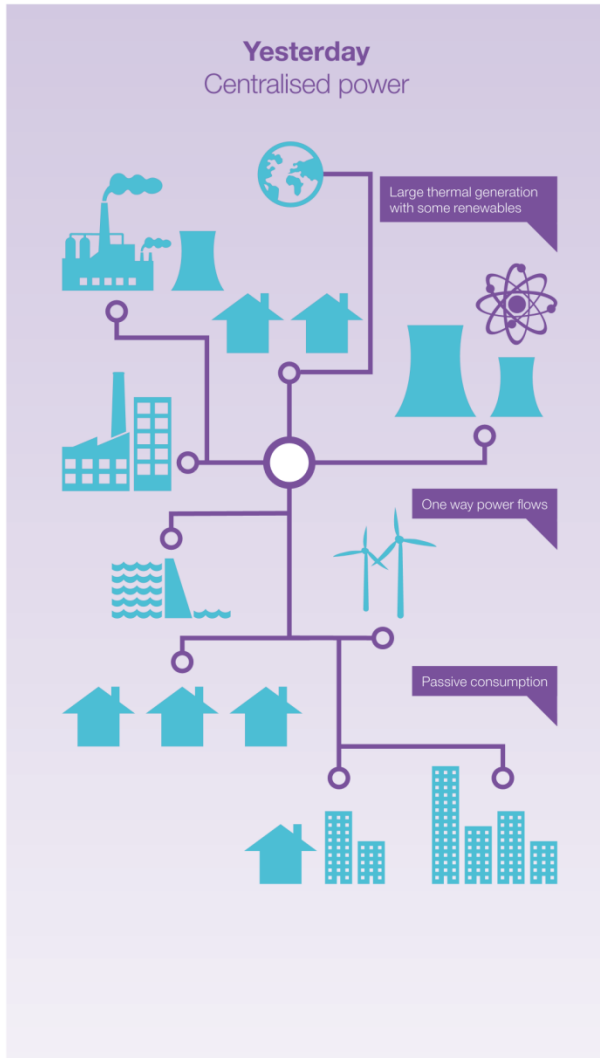 Yesterday
Centralised power
Large thermal generation
with some renewables
One way power flows
Passive consumption